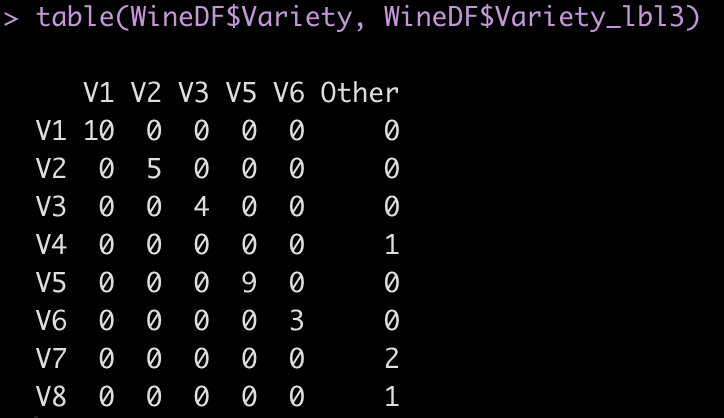 > table(WineDF$Variety, WineDF$Variety_lbl3)
V1 V2 V3 V5 V6 Other
V1 10 0 0 0 0 0
V2 0 5 0 0 0 0
V3 0 0 4 0 0 0
V4 0 0 0 0 0 1
V5 0 0 0 9 0 0
V6 0 0 0 0 3 0
V7 0 0 0 0 0 2
V8 0 0 0 0 0 1